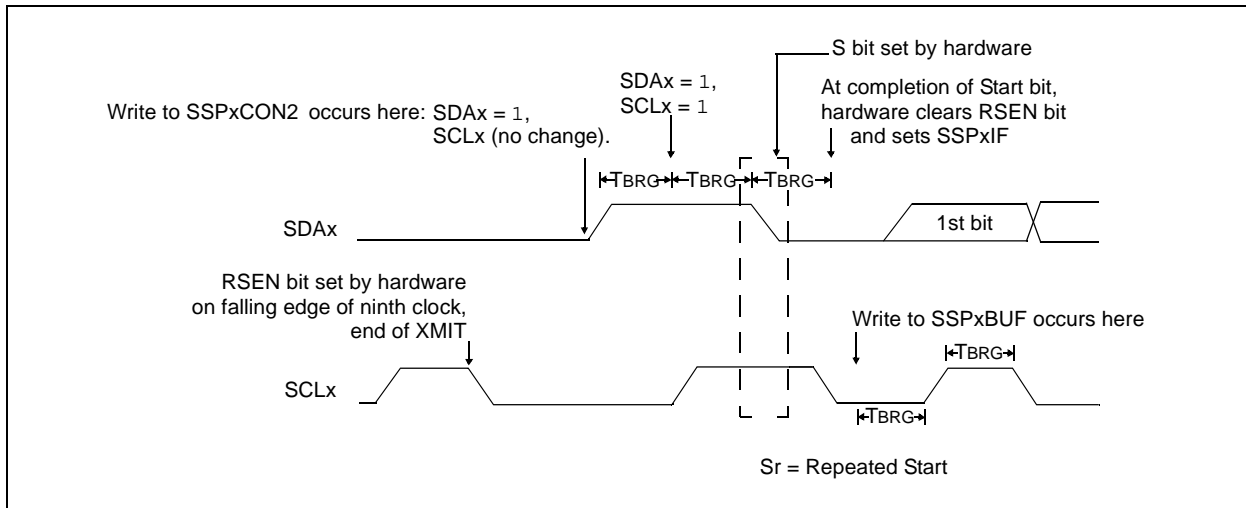 S bit set by hardware
SDAx = 1,
SCLx = 1
At completion of Start bit,
hardware clears RSEN bit
and sets SSPxIF
Write to SSPxCON2 occurs here: SDAx = 1,
SCLx (no change).
TBRG TBRG TBRG
SDAx
1st bit
RSEN bit set by hardware
on falling edge of ninth clock,
end of XMIT
Write to SSPxBUF occurs here
TBRG
SCLx
TBRG
Sr = Repeated Start